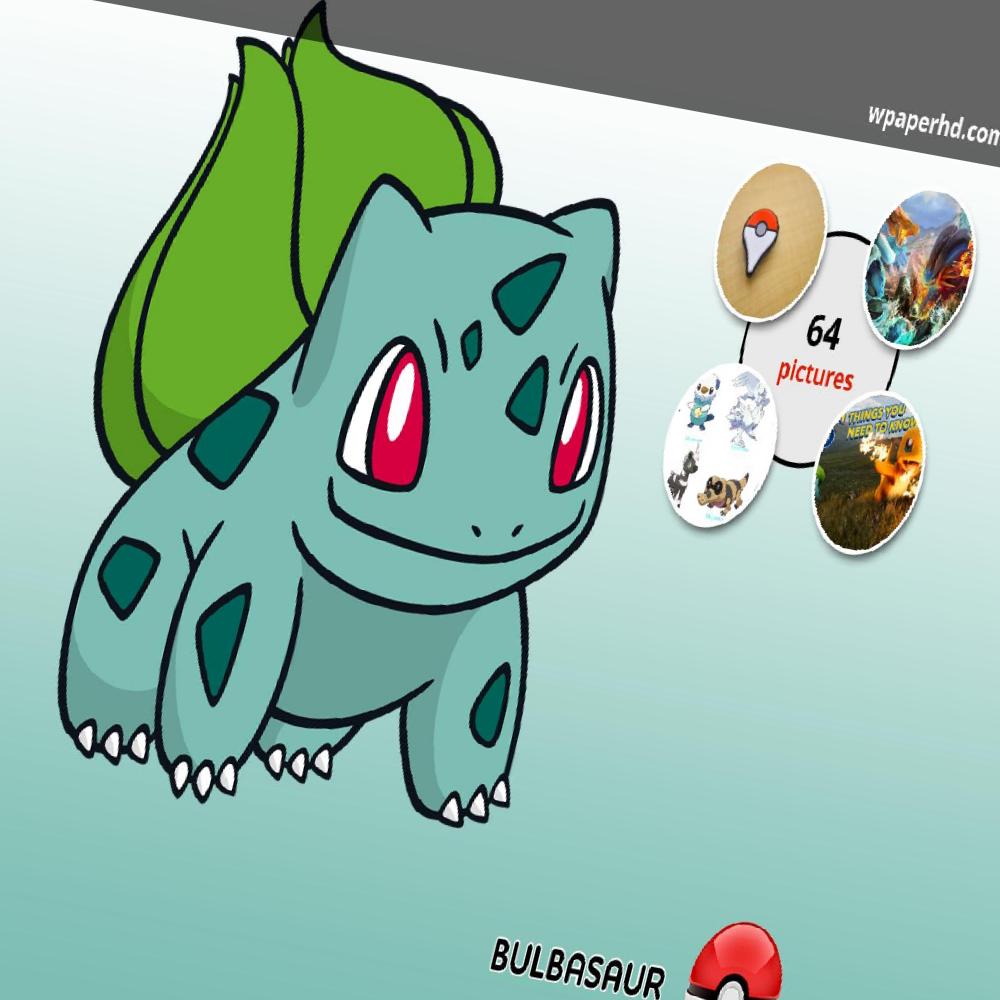 wpaperhd.com
64
pictures
THINGS YOU
NEED TO KNOW
BULBASAUR